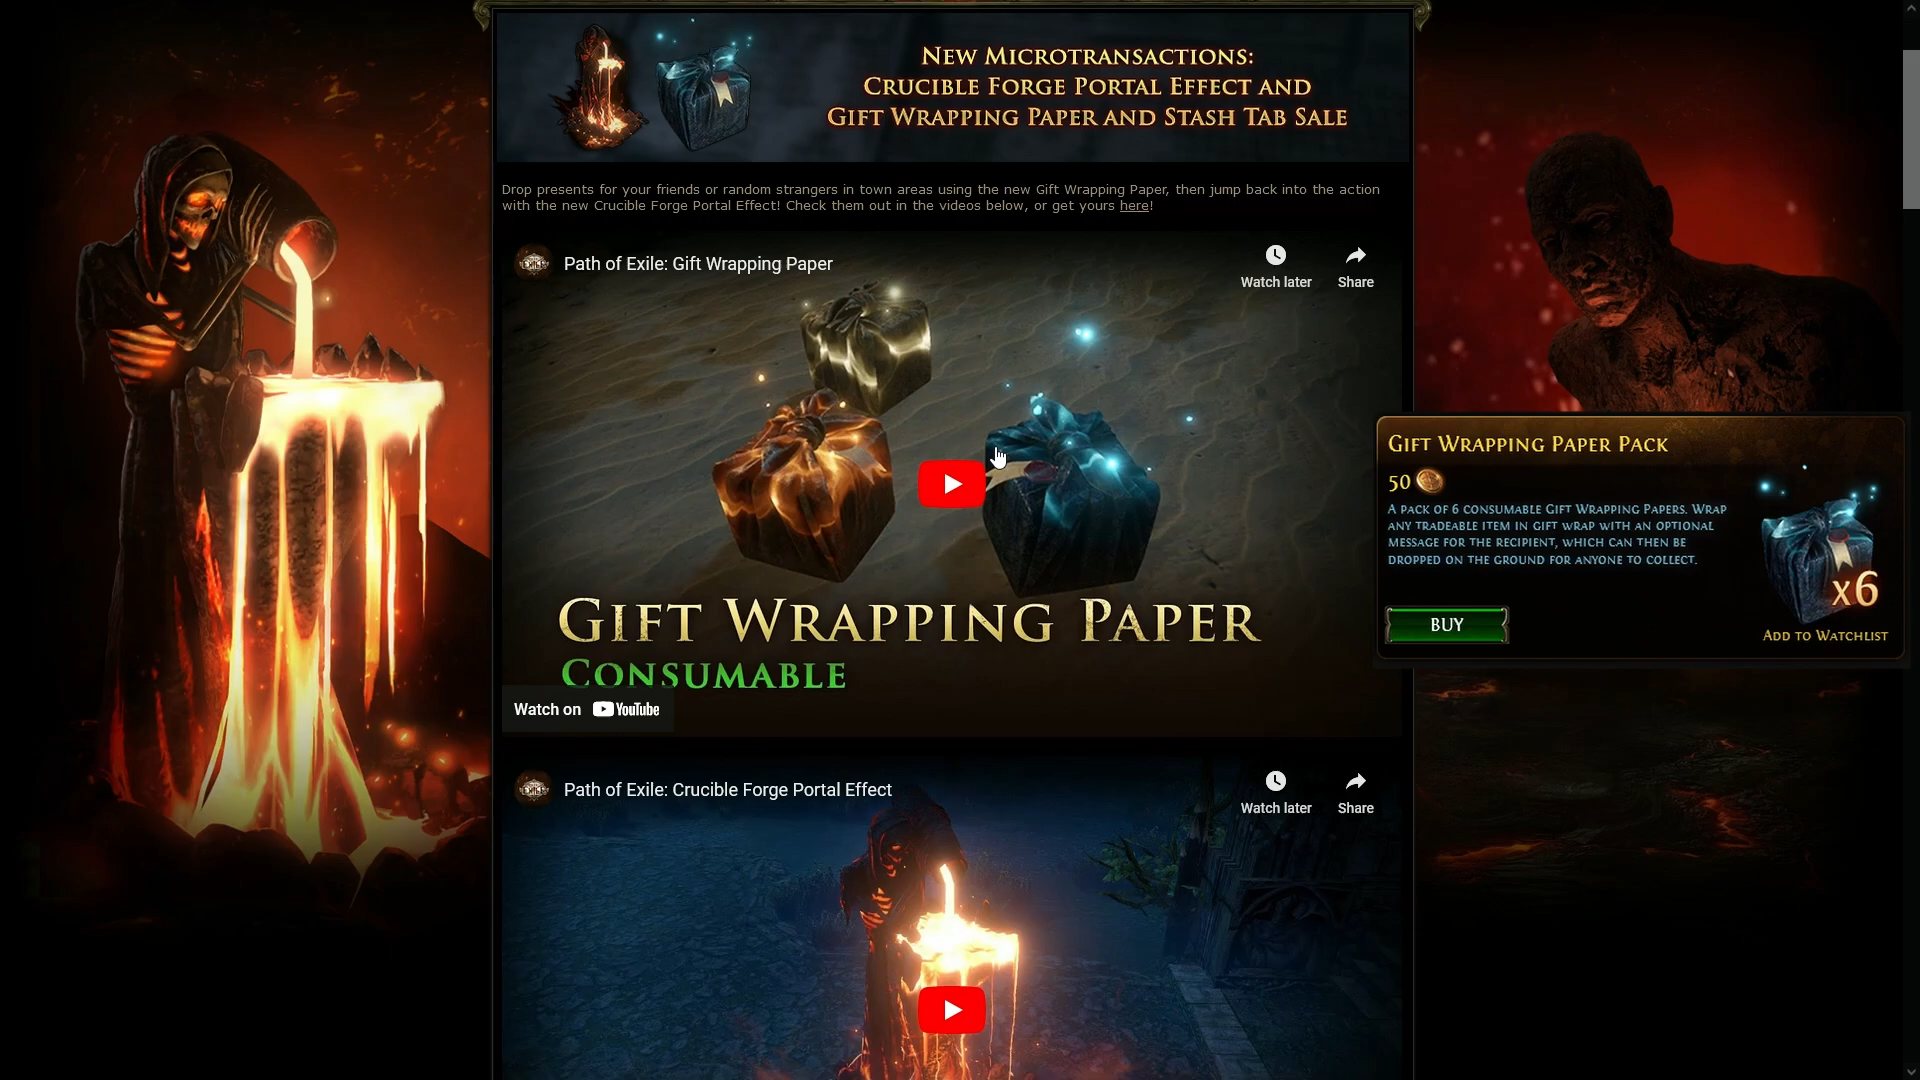 New Microtransactions:
Crucible Forge Portal Effect and
Gift Wrapping Paper and Stash Tab Sale
Drop presents for your friends or random strangers in town areas using the new Gift Wrapping Paper, then jump back into the action
with the new Crucible Forge Portal Effect! Check them out in the videos below, or get yours here!
Path of Exile: Gift Wrapping Paper
Watch later
Share
Gift Wrapping Paper
Consumable
Watch on YouTube
Gift Wrapping Paper Pack
50
A pack of 6 consumable Gift Wrapping Papers. Wrap
any tradeable item in gift wrap with an optional
message for the recipient, which can then be
dropped on the ground for anyone to collect.
x6
BUY
Add to Watchlist
Path of Exile: Crucible Forge Portal Effect
Watch later
Share